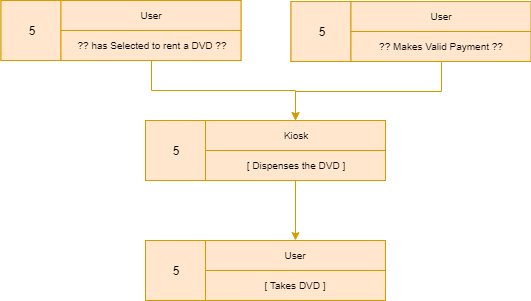 5
User
?? has Selected to rent a DVD ??
5
User
?? Makes Valid Payment ??
5
Kiosk
[ Dispenses the DVD ]
5
User
[ Takes DVD ]